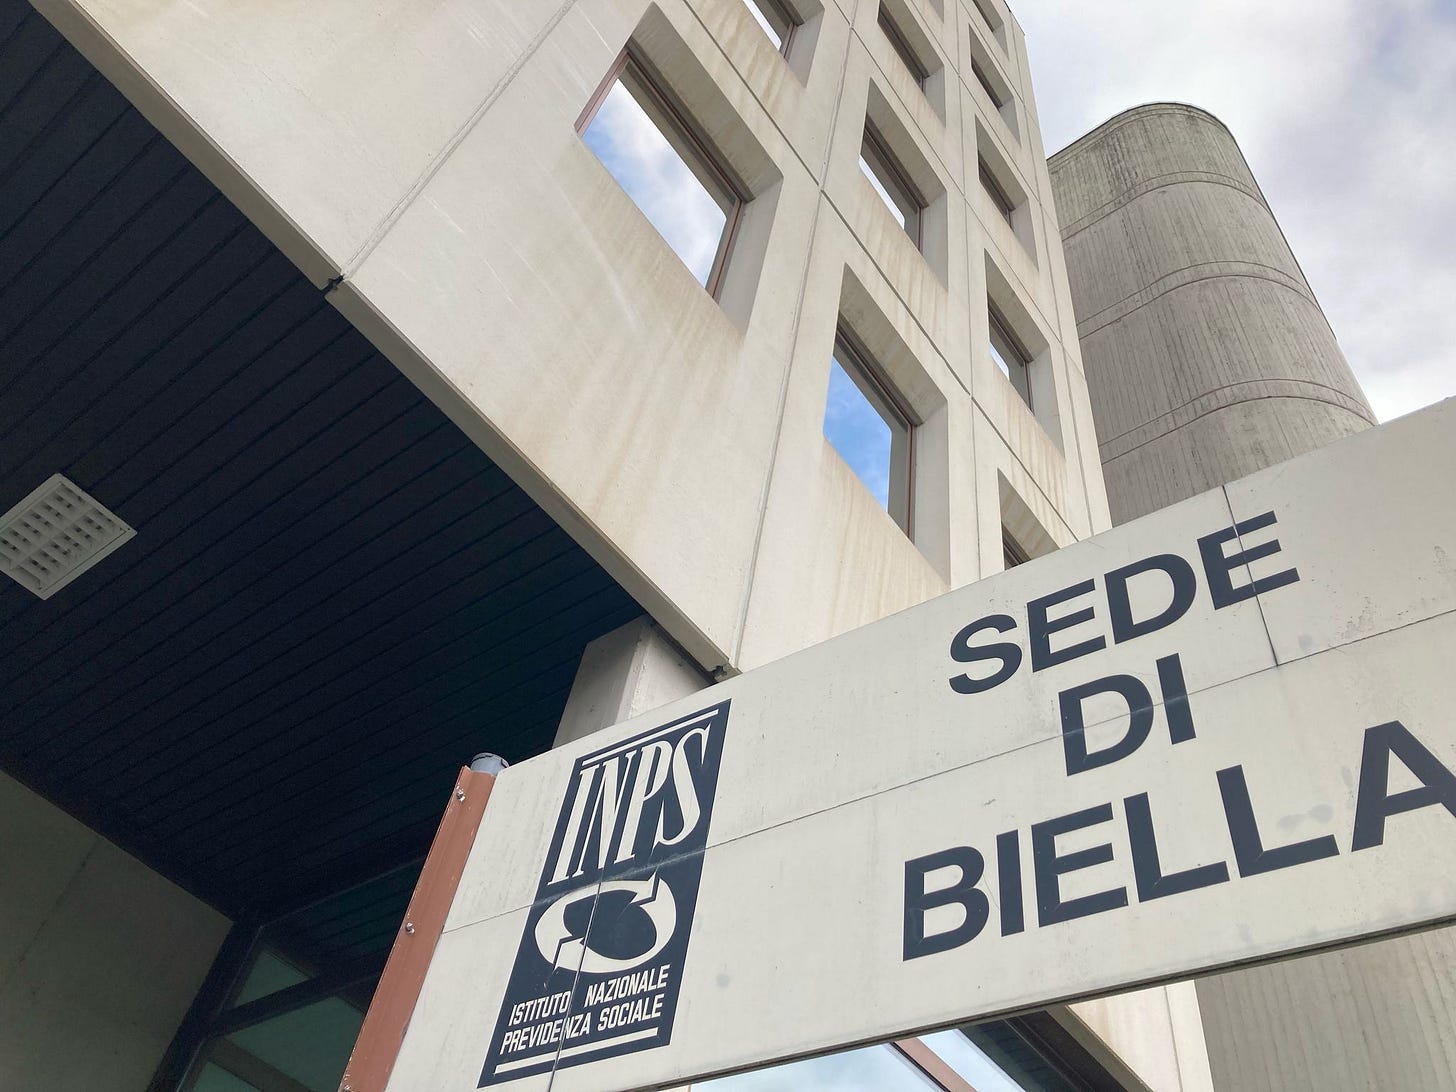 INPS
ISTITUTO NAZIONALE
PREVIDENZA SOCIALE
SEDE
DI
BIELLA